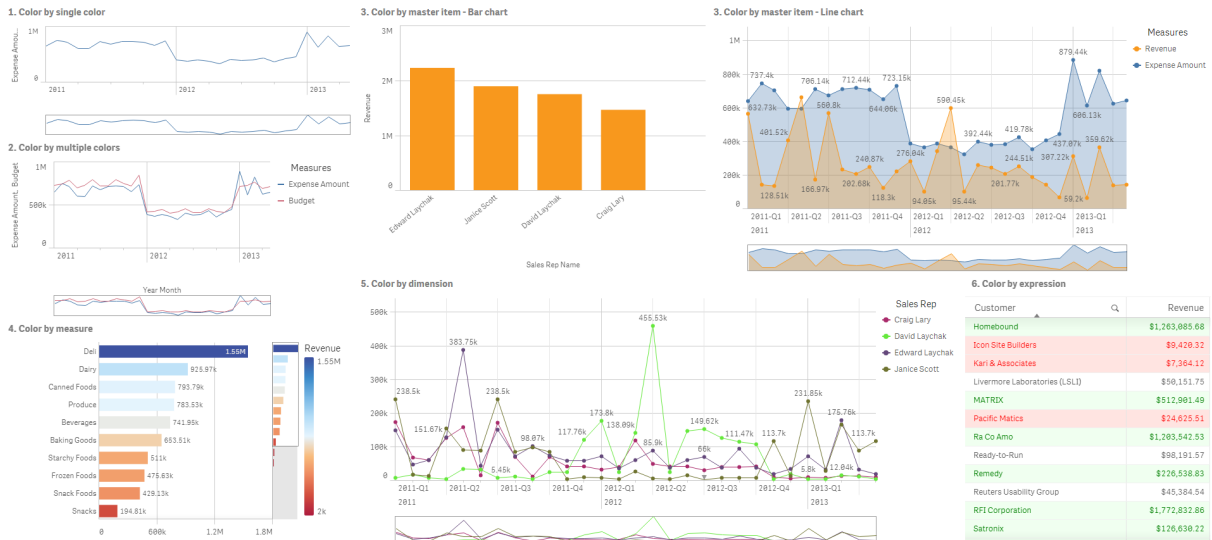 1. Color by single color
Expense Amou...
1M
0
2011
2012
2013
2. Color by multiple colors
Expense Amount, Budget
1M
500k
0
2011
2012
2013
Year Month
Measures
Expense Amount
Budget
3. Color by master item - Bar chart
Revenue
3M
2M
1M
0
Edward Laychak
Janice Scott
David Laychak
Craig Lary
Sales Rep Name
3. Color by master item - Line chart
1M
800k
600k
400k
200k
0
737.4k
706.14k
712.44k
723.15k
879.44k
632.73k
560.8k
644.06k
590.45k
606.13k
401.52k
240.87k
276.04k
392.44k
419.78k
437.07k
359.62k
128.51k
166.97k
202.68k
118.3k
94.05k
95.44k
201.77k
244.51k
307.22k
59.2k
2011-Q1
2011-Q2
2011-Q3
2011-Q4
2012-Q1
2012-Q2
2012-Q3
2012-Q4
2013-Q1
2011
2012
2013
Measures
Revenue
Expense Amount
4. Color by measure
Deli
1.55M
Dairy
925.97k
Canned Foods
793.79k
Produce
783.53k
Beverages
741.95k
Baking Goods
663.61k
Starchy Foods
511k
Frozen Foods
475.63k
Snack Foods
429.13k
Snacks
194.81k
0
600k
1.2M
1.8M
Revenue
1.55M
2k
5. Color by dimension
500k
400k
300k
200k
100k
0
238.5k
151.67k
383.75k
238.5k
5.45k
98.07k
117.76k
173.8k
138.09k
455.53k
85.9k
149.62k
66k
111.47k
113.7k
231.85k
5.8k
175.76k
12.04k
113.7k
2011-Q1
2011-Q2
2011-Q3
2011-Q4
2012-Q1
2012-Q2
2012-Q3
2012-Q4
2013-Q1
2011
2012
2013
Sales Rep
Craig Lary
David Laychak
Edward Laychak
Janice Scott
6. Color by expression
Customer Revenue
Homebound $1,263,085.68
Icon Site Builders $9,420.32
Kari & Associates $7,364.12
Livermore Laboratories (LSLI) $50,151.75
MATRIX $512,901.49
Pacific Matics $24,625.51
Ra Co Amo $1,203,542.53
Ready-to-Run $98,191.57
Remedy $226,538.83
Reuters Usability Group $45,384.54
RFI Corporation $1,772,832.86
Satronix $126,630.22